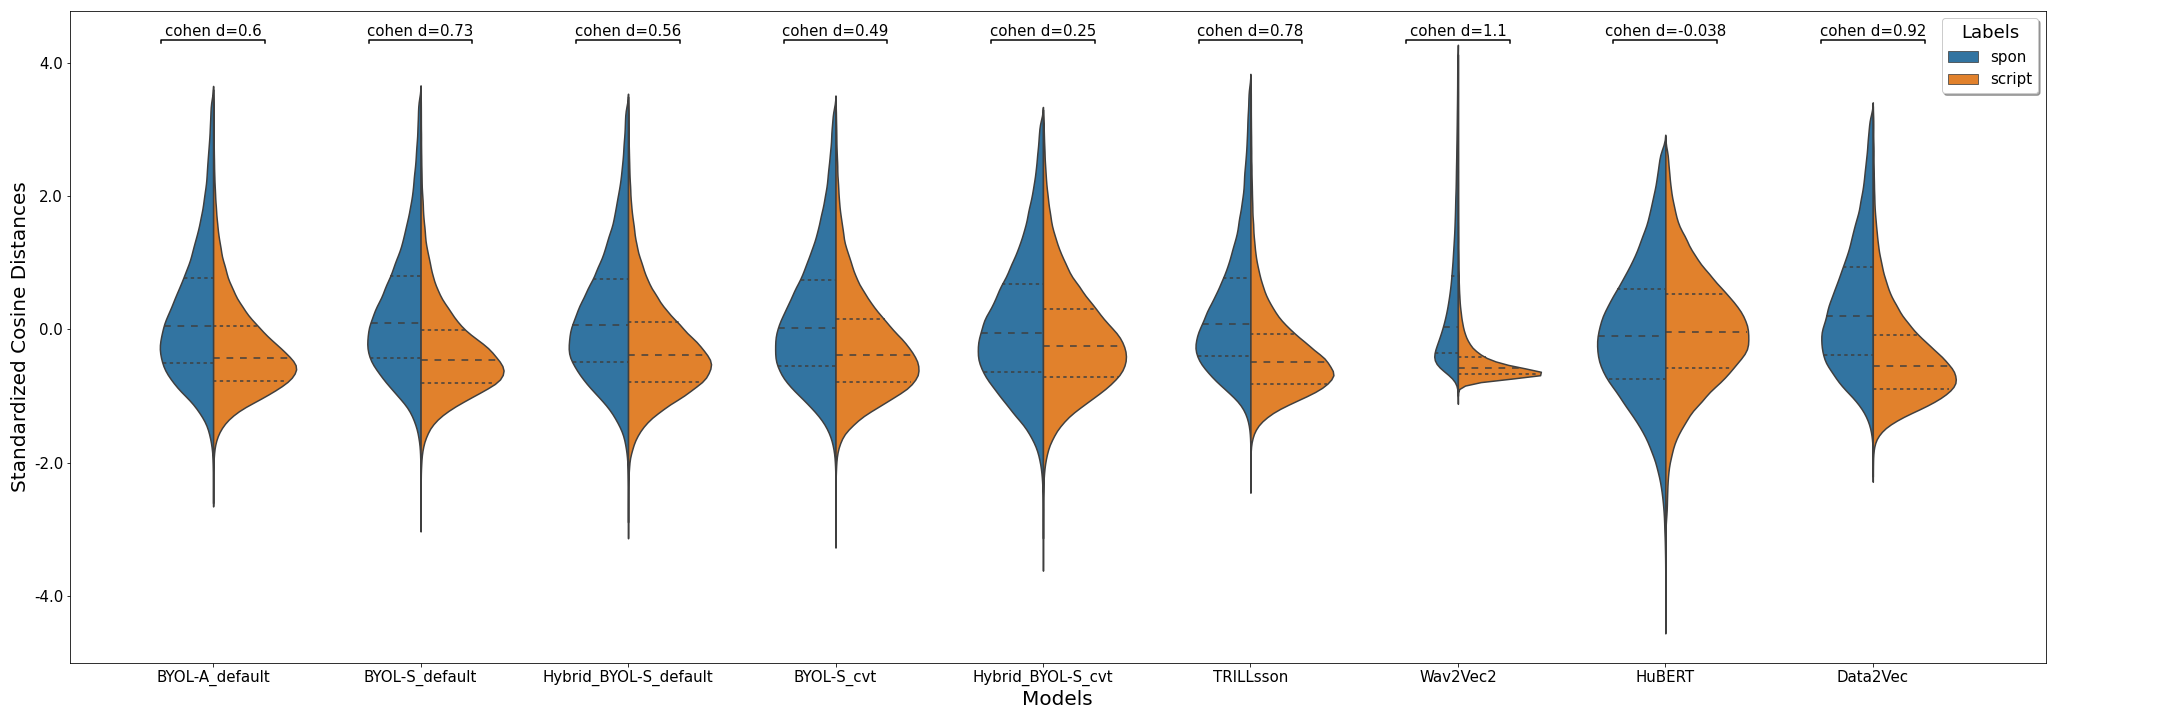 cohen d=0.6 cohen d=0.73 cohen d=0.56 cohen d=0.49 cohen d=0.25 cohen d=0.78 cohen d=1.1 cohen d=-0.038 cohen d=0.92
Labels
spon
script
Standardized Cosine Distances
4.0
2.0
0.0
-2.0
-4.0
BYOL-A_default BYOL-S_default Hybrid_BYOL-S_default BYOL-S_cvt Hybrid_BYOL-S_cvt TRILLsson Wav2Vec2 HuBERT Data2Vec
Models